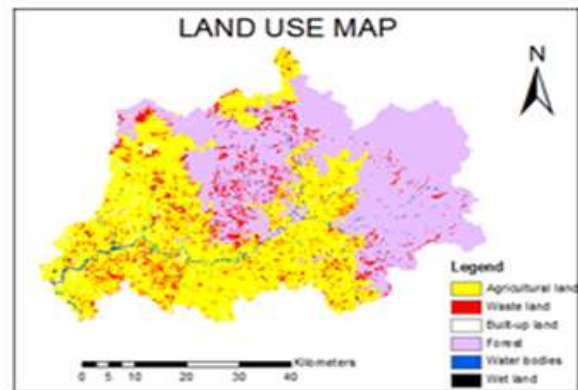 LAND USE MAP
N
Legend
Agricultural land
Waste land
Built-up land
Forest
Water bodies
Wet land
Kilometers
0 5 10 20 30 40